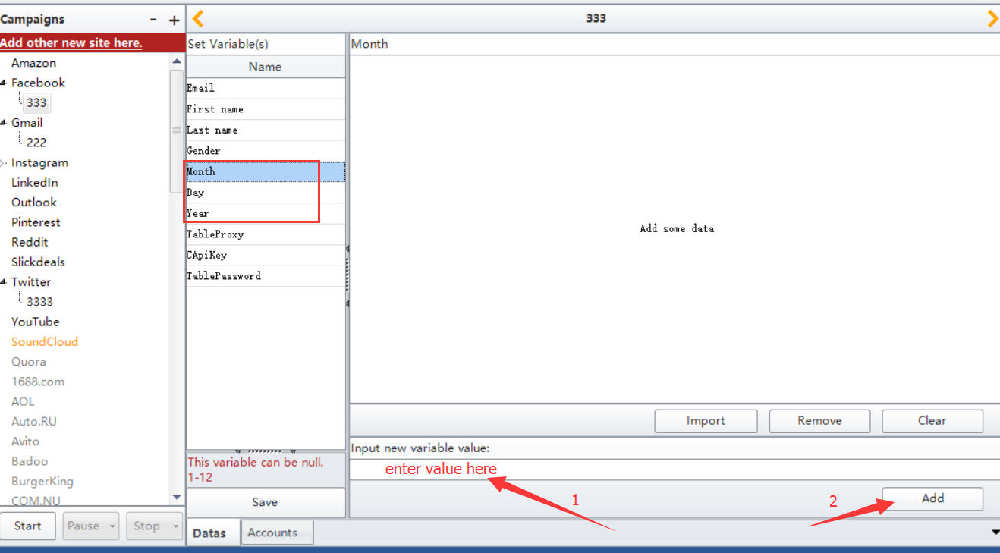 Campaigns - +
333
Add other new site here.
Set Variable(s)
Month
Name
Amazon
Facebook
333
Gmail
222
Instagram
LinkedIn
Outlook
Pinterest
Reddit
Slickdeals
Twitter
3333
YouTube
SoundCloud
Quora
1688.com
AOL
Auto.RU
Avito
Badoo
BurgerKing
COM.NU
Email
First name
Last name
Gender
Month
Day
Year
TableProxy
CApiKey
TablePassword
Add some data
Import Remove Clear
This variable can be null.
1-12
Input new variable value:
enter value here
1
2
Save
Add
Start Pause Stop
Datas Accounts